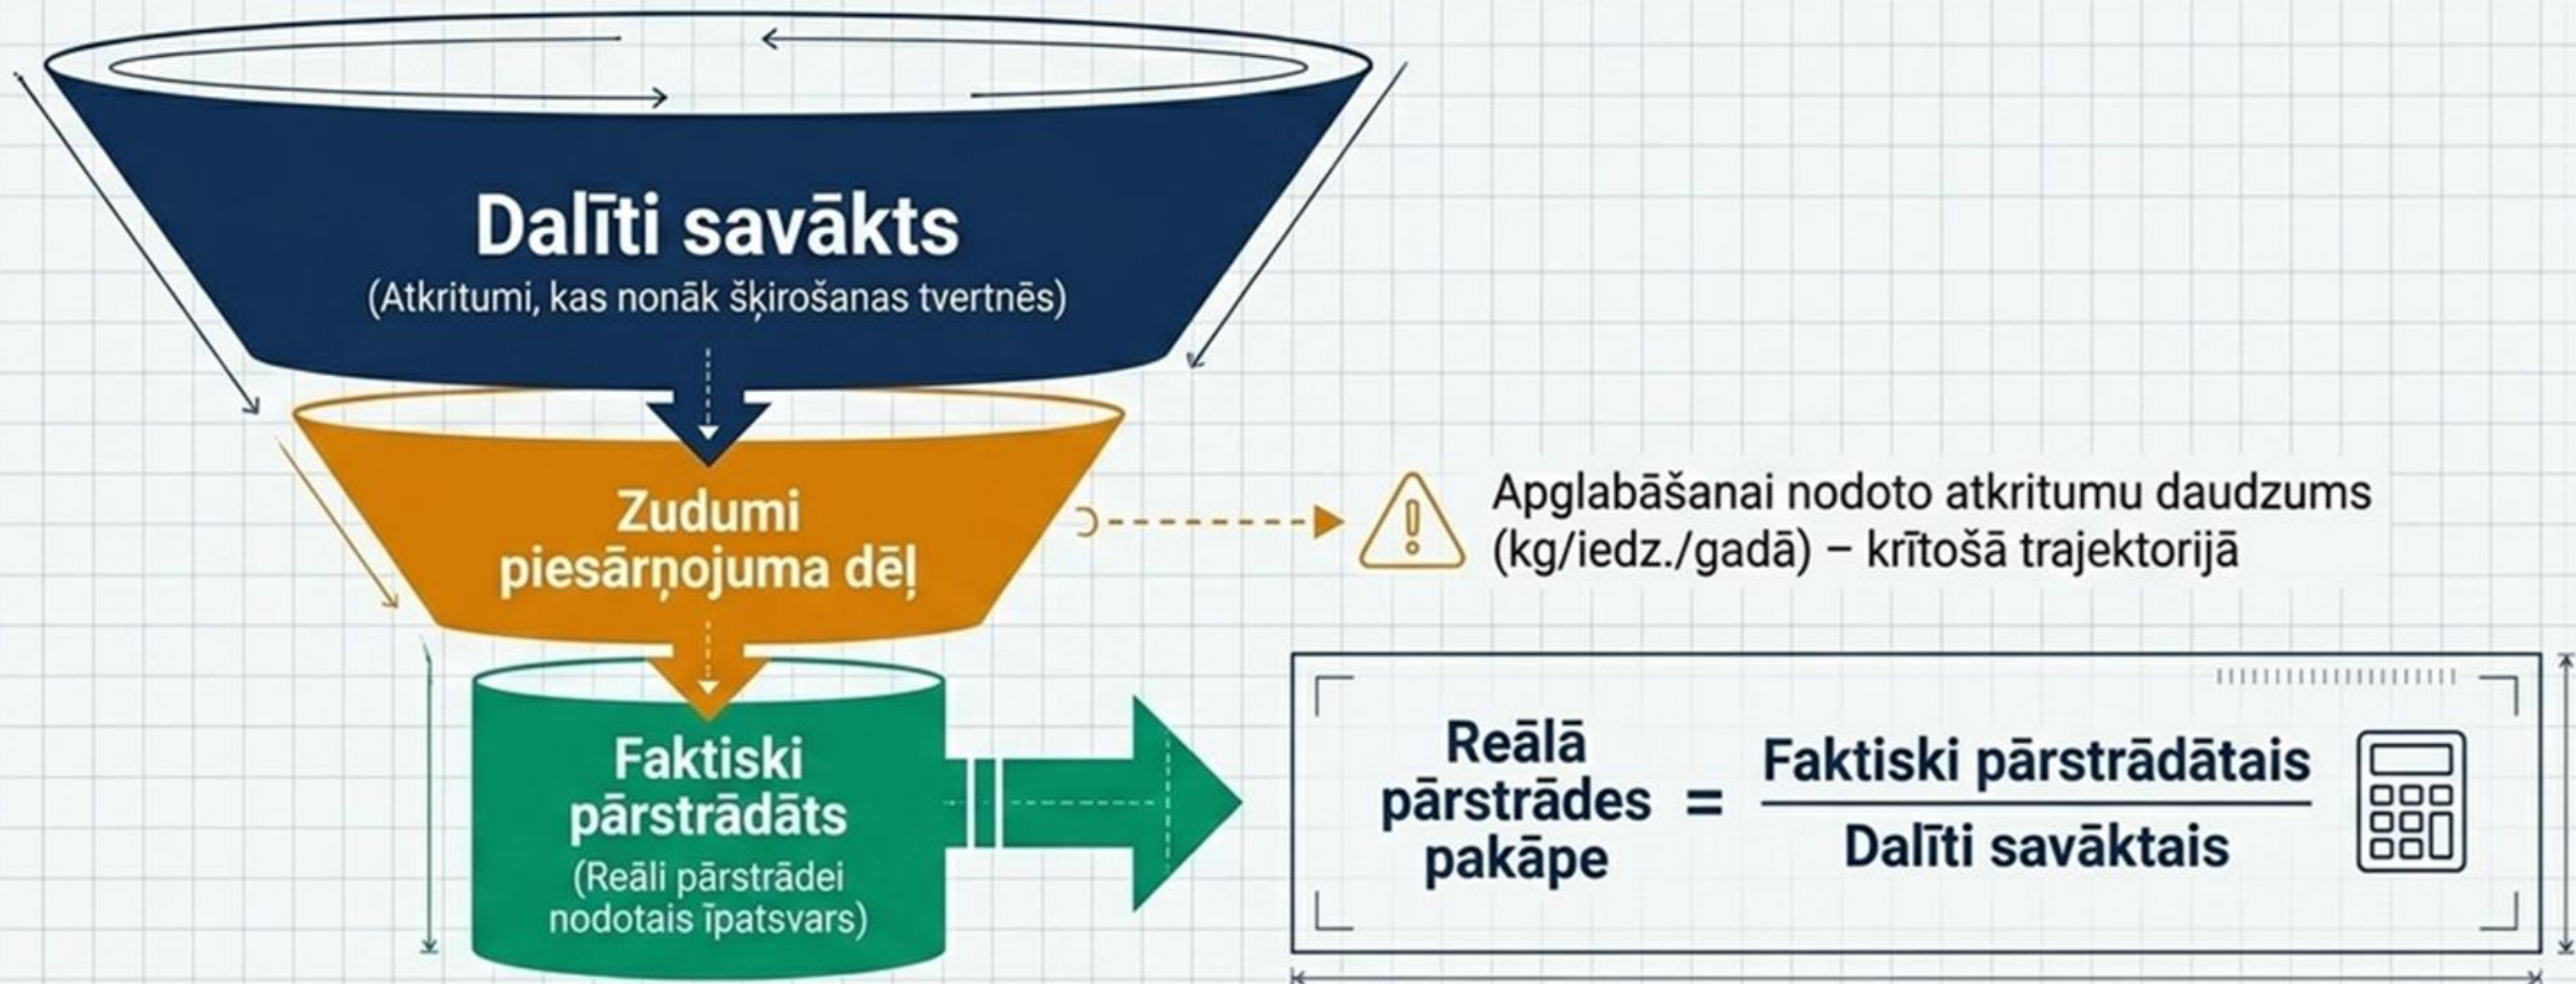 Dalīti savākts
(Atkritumi, kas nonāk šķirošanas tvertnēs)
Zudumi
piesārņojuma dēļ
Apglabāšanai nodoto atkritumu daudzums
(kg/iedz./gadā) – krītošā trajektorijā
Faktiski
pārstrādāts
(Reāli pārstrādei
nodotais īpatsvars)
Reālā
pārstrādes
pakāpe
=
Faktiski pārstrādātais
Dalīti savāktais